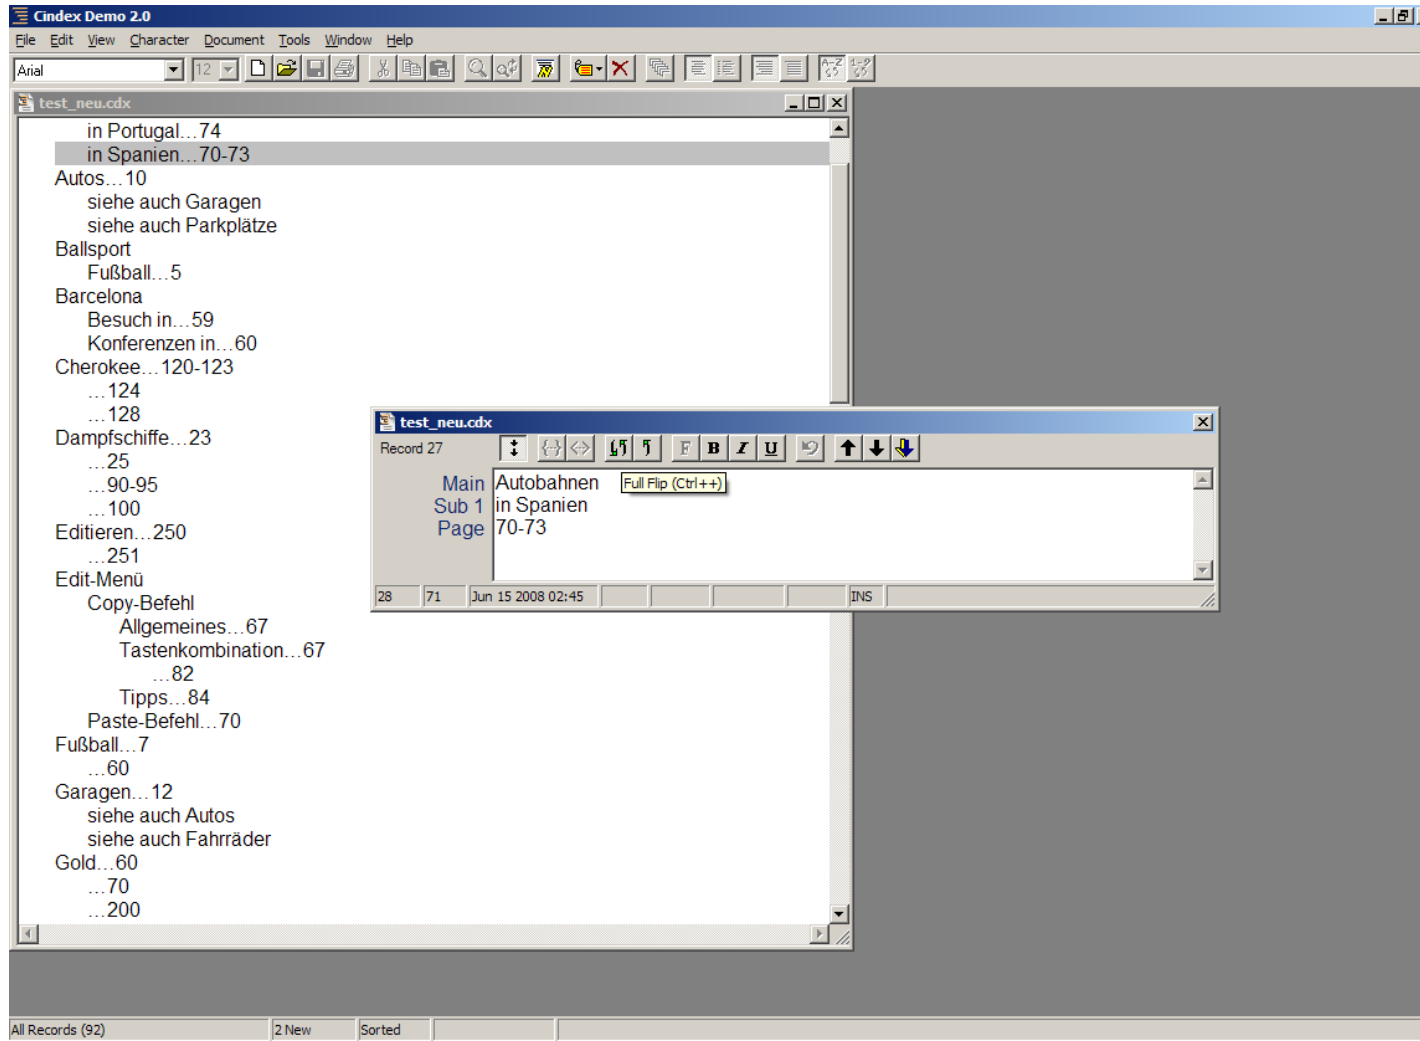 Cindex Demo 2.0
File Edit View Character Document Tools Window Help
Arial 12
test_neu.cdx
in Portugal...74
in Spanien...70-73
Autos...10
siehe auch Garagen
siehe auch Parkplätze
Ballsport
Fußball...5
Barcelona
Besuch in...59
Konferenzen in...60
Cherokee...120-123
...124
...128
Dampfschiffe...23
...25
...90-95
...100
Editieren...250
...251
Edit-Menü
Copy-Befehl
Allgemeines...67
Tastenkombination...67
...82
Tipps...84
Paste-Befehl...70
Fußball...7
...60
Garagen...12
siehe auch Autos
siehe auch Fahrräder
Gold...60
...70
...200
test_neu.cdx
Record 27 F B I U
Main Autobahnen Full Flip (Ctrl++)
Sub 1 in Spanien
Page 70-73
28 71 Jun 15 2008 02:45 INS
All Records (92) 2 New Sorted